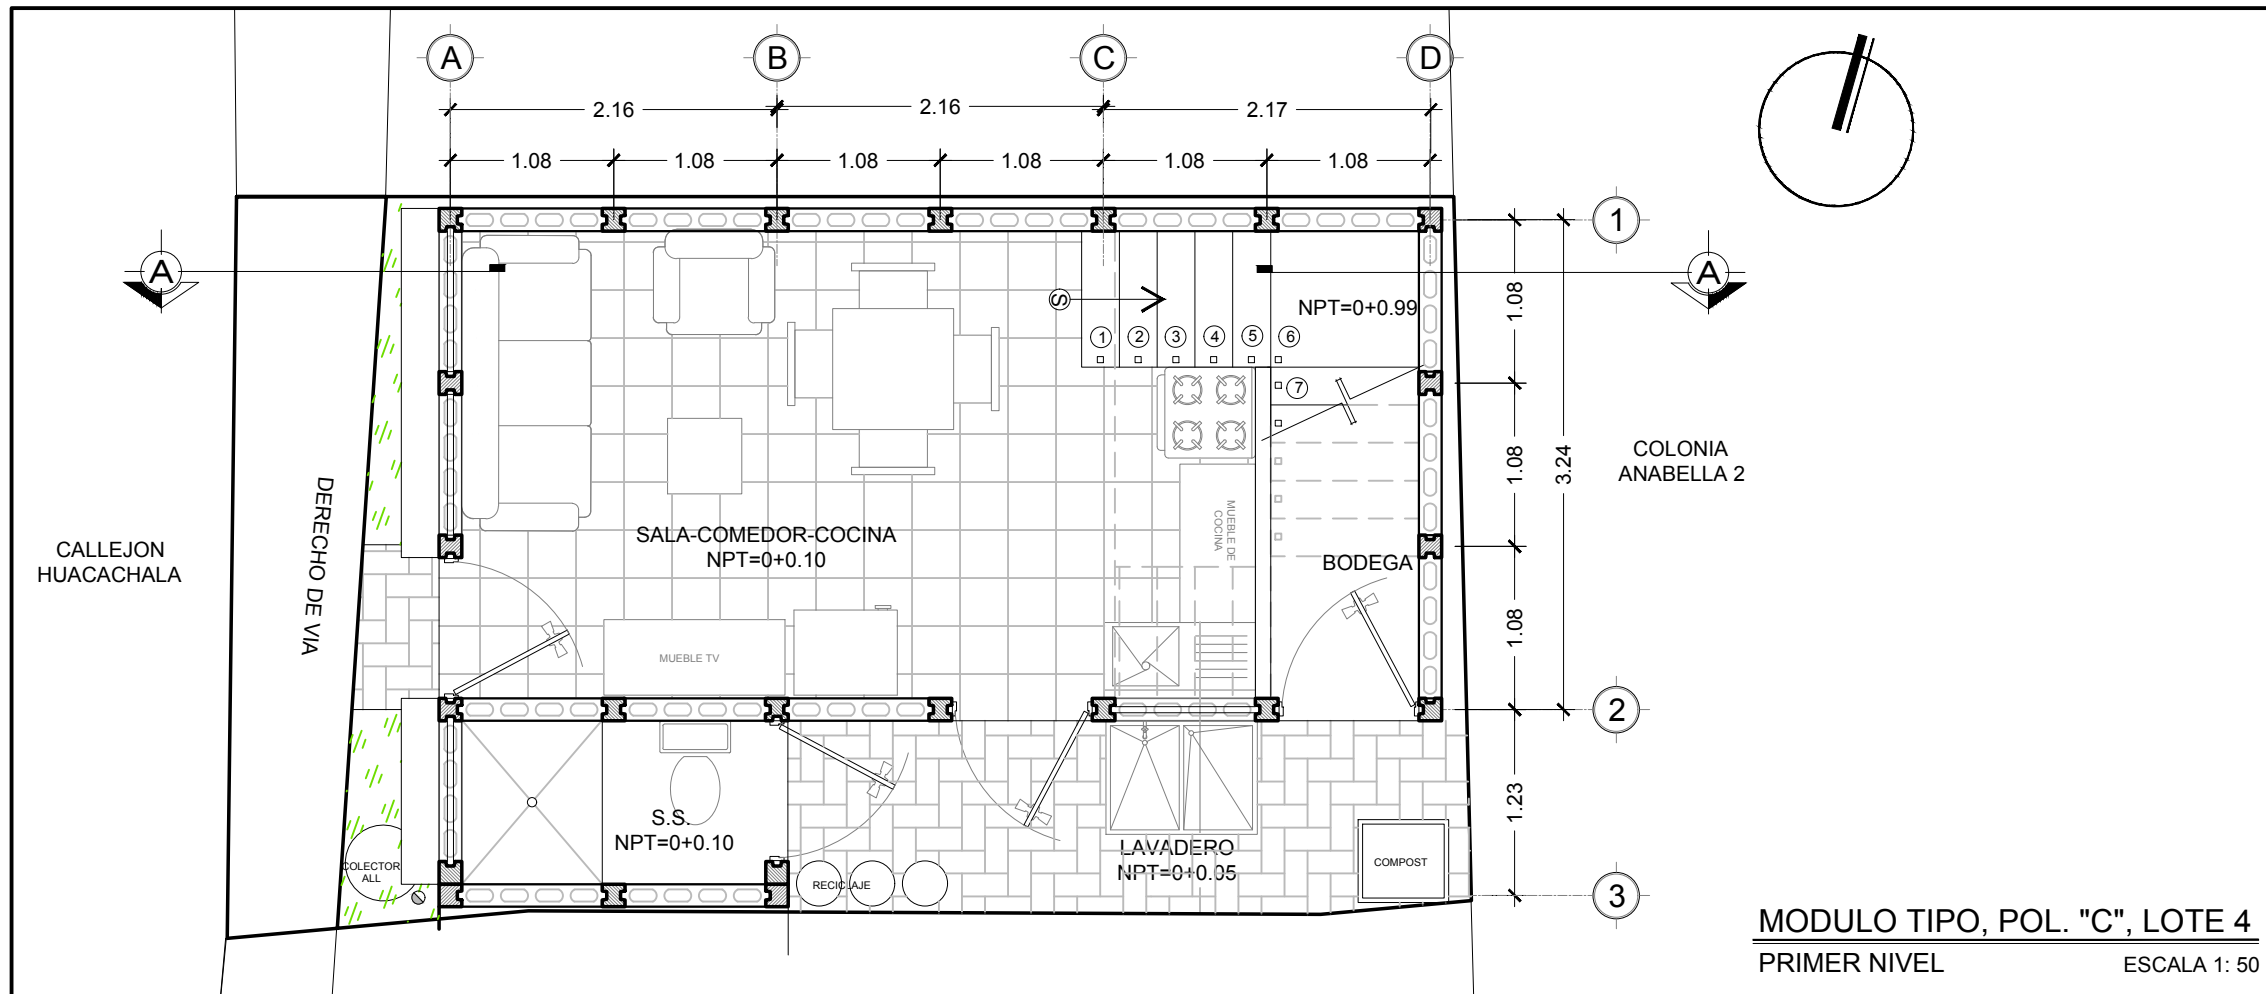 A
B
C
D
2.16
2.16
2.17
1.08
1.08
1.08
1.08
1.08
1.08
1
A
A
S
NPT=0+0.99
1
2
3
4
5
6
7
1.08
1.08
3.24
1.08
COLONIA
ANABELLA 2
DERECHO DE VIA
CALLEJON
HUACACHALA
SALA-COMEDOR-COCINA
NPT=0+0.10
MUEBLE DE
COCINA
BODEGA
MUEBLE TV
2
1.23
S.S.
NPT=0+0.10
LAVADERO
NPT=0+0.05
COLECTOR
ALL
RECICLAJE
COMPOST
3
MODULO TIPO, POL. "C", LOTE 4
PRIMER NIVEL
ESCALA 1: 50